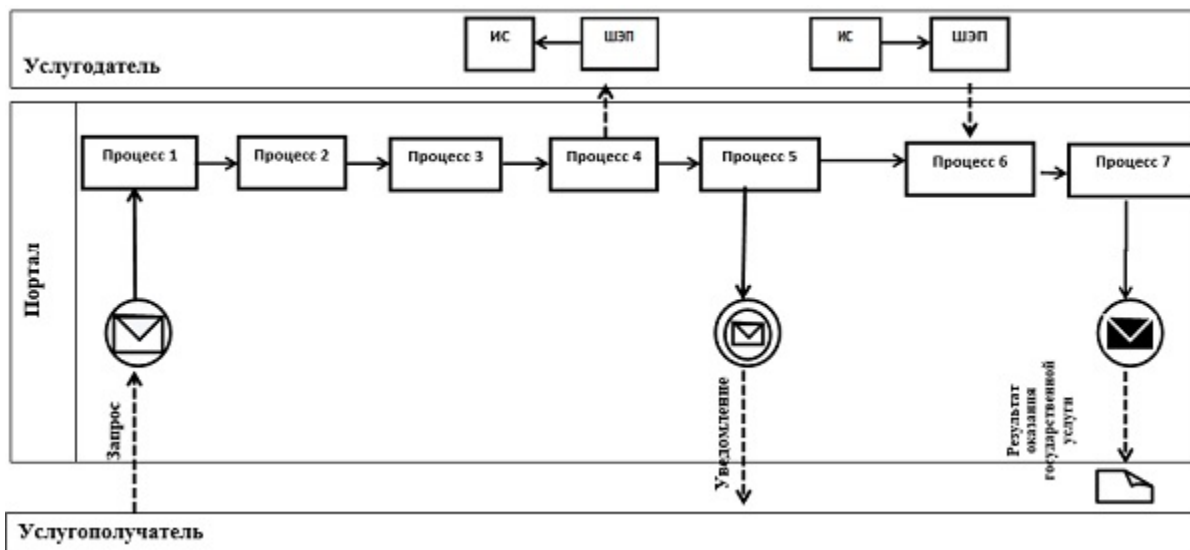 ИС
ШЭП
ИС
ШЭП
Услугодатель
Процесс 1
Процесс 2
Процесс 3
Процесс 4
Процесс 5
Процесс 6
Процесс 7
Портал
Запрос
Уведомление
Результат
оказания
государственной
услуги
Услугополучатель